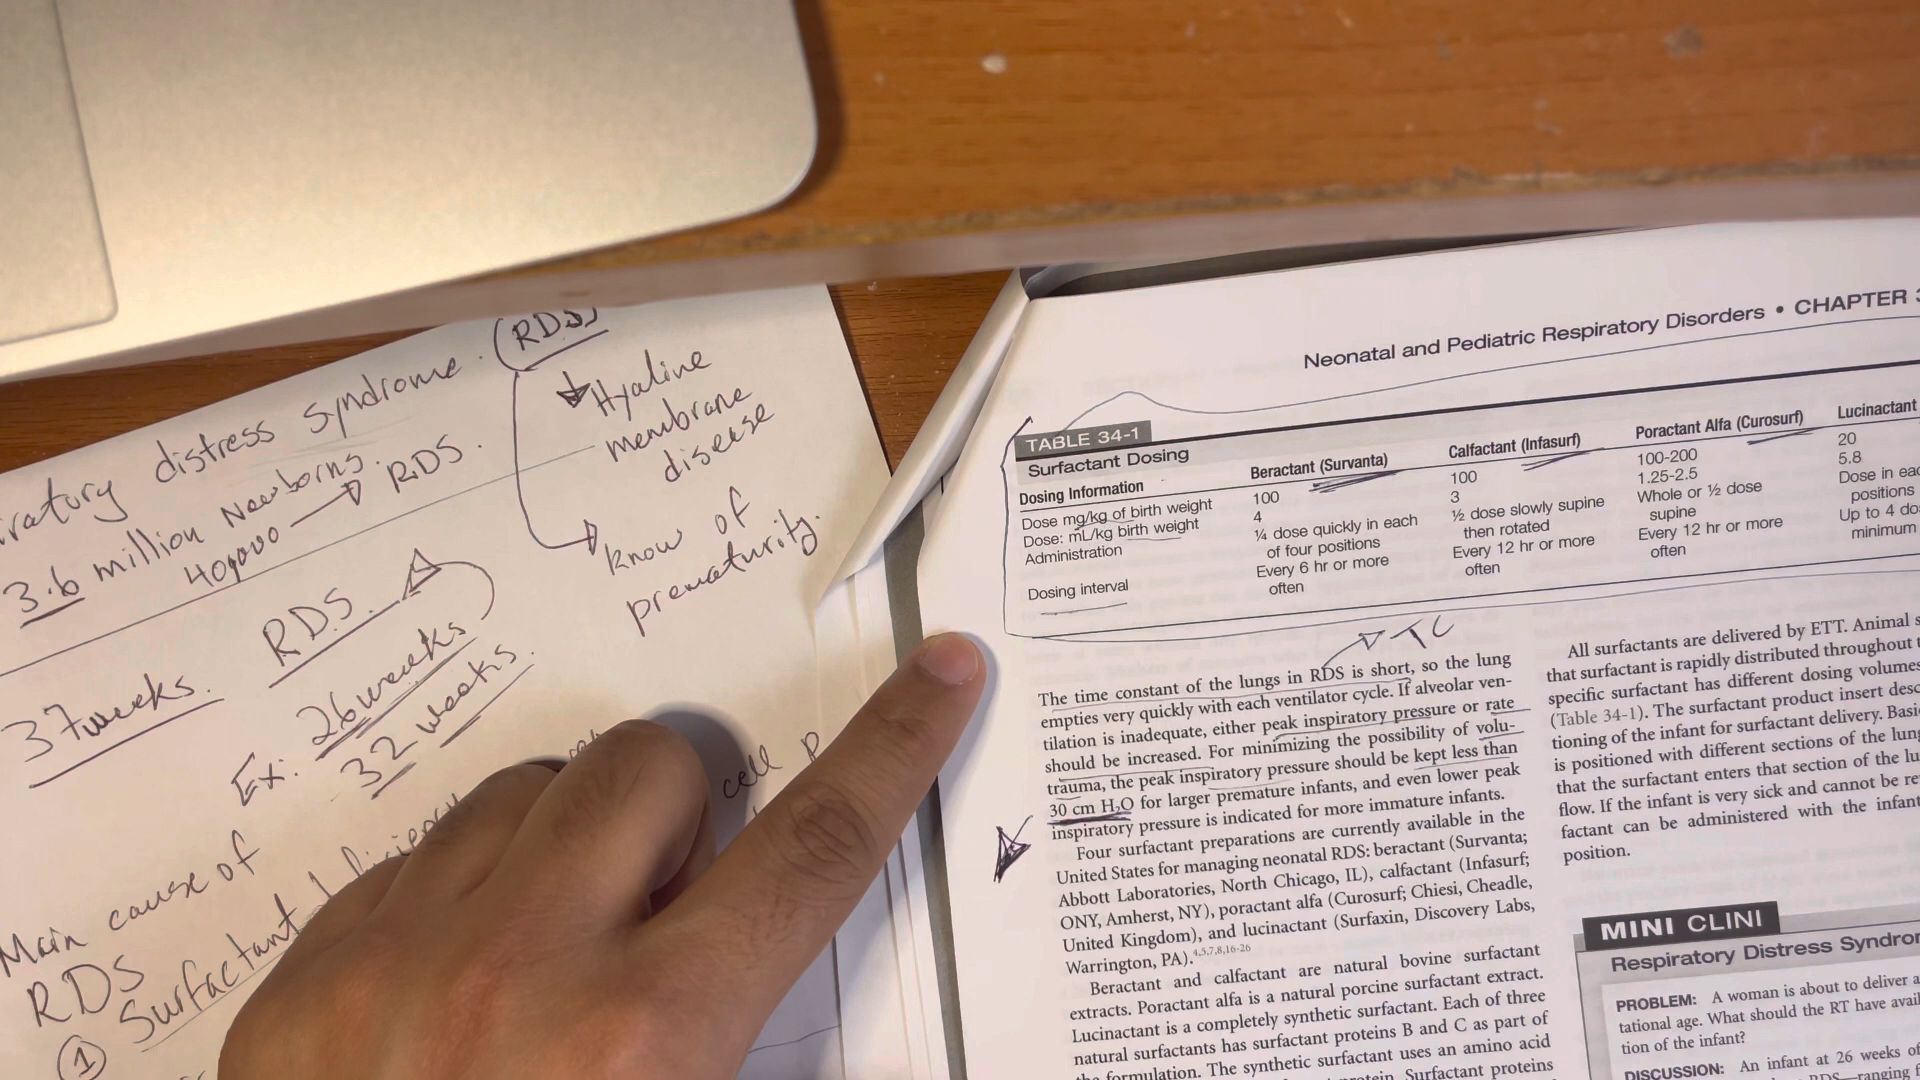 iratory distress syndrome. (RDS)
3.6 million Newborns.
40,000 → RDS.
Hyaline
membrane
disease
know of
prematurity.
37 weeks.
RDS.
Ex: 26 weeks
32 weeks.
cell
Main cause of
RDS
① Surfactant
Neonatal and Pediatric Respiratory Disorders • CHAPTER 3
TABLE 34-1
Surfactant Dosing
Dosing Information Beractant (Survanta) Calfactant (Infasurf) Poractant Alfa (Curosurf) Lucinactant
Dose mg/kg of birth weight 100 100 100-200 20
Dose: mL/kg birth weight 4 3 1.25-2.5 5.8
Administration ¼ dose quickly in each ½ dose slowly supine Whole or ½ dose Dose in eac
of four positions then rotated supine positions
Dosing interval Every 6 hr or more Every 12 hr or more Every 12 hr or more Up to 4 do
often often often minimum
TC
The time constant of the lungs in RDS is short, so the lung
empties very quickly with each ventilator cycle. If alveolar ven-
tilation is inadequate, either peak inspiratory pressure or rate
should be increased. For minimizing the possibility of volu-
trauma, the peak inspiratory pressure should be kept less than
30 cm H₂O for larger premature infants, and even lower peak
inspiratory pressure is indicated for more immature infants.
Four surfactant preparations are currently available in the
United States for managing neonatal RDS: beractant (Survanta;
Abbott Laboratories, North Chicago, IL), calfactant (Infasurf;
ONY, Amherst, NY), poractant alfa (Curosurf; Chiesi, Cheadle,
United Kingdom), and lucinactant (Surfaxin, Discovery Labs,
Warrington, PA).4,5,7,8,16-26
Beractant and calfactant are natural bovine surfactant
extracts. Poractant alfa is a natural porcine surfactant extract.
Lucinactant is a completely synthetic surfactant. Each of three
natural surfactants has surfactant proteins B and C as part of
the formulation. The synthetic surfactant uses an amino acid
Surfactant proteins
All surfactants are delivered by ETT. Animal s
that surfactant is rapidly distributed throughout t
specific surfactant has different dosing volumes
(Table 34-1). The surfactant product insert desc
tioning of the infant for surfactant delivery. Basi
is positioned with different sections of the lung
that the surfactant enters that section of the lu
flow. If the infant is very sick and cannot be re
factant can be administered with the infant
position.
MINI CLINI
Respiratory Distress Syndro
PROBLEM: A woman is about to deliver a
tational age. What should the RT have avail
tion of the infant?
DISCUSSION: An infant at 26 weeks of
RDS—ranging f